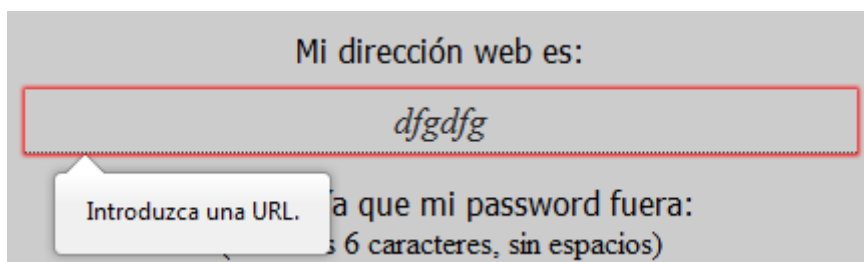 Mi dirección web es:
dfgdfg
Introduzca una URL.
a que mi password fuera:
6 caracteres, sin espacios)